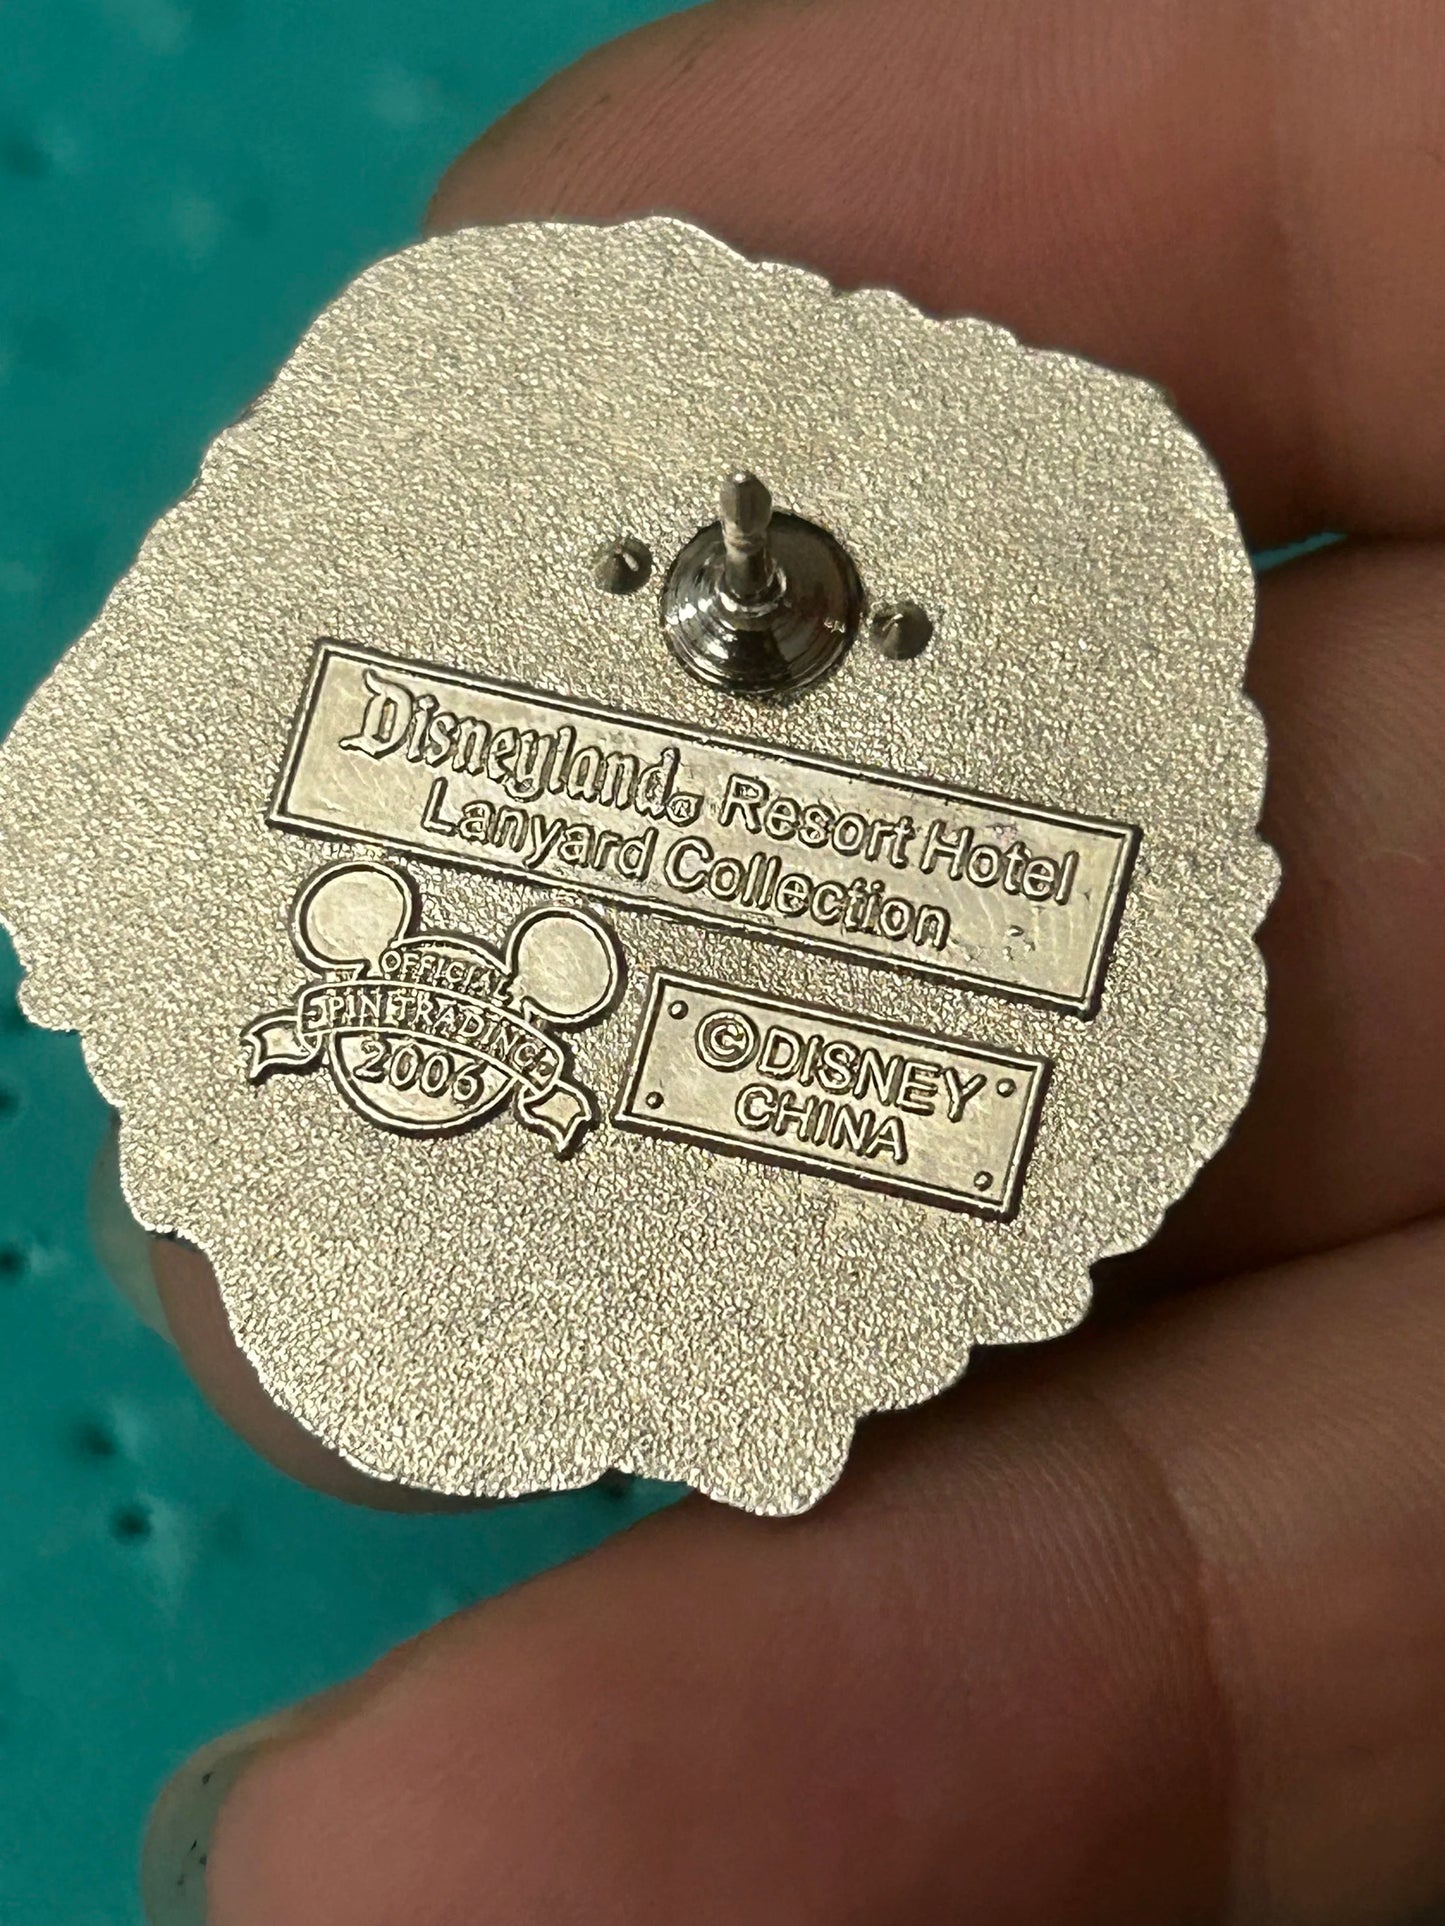 Disneyland® Resort Hotel
Lanyard Collection
OFFICIAL
PIN TRADING
2006
©DISNEY
CHINA